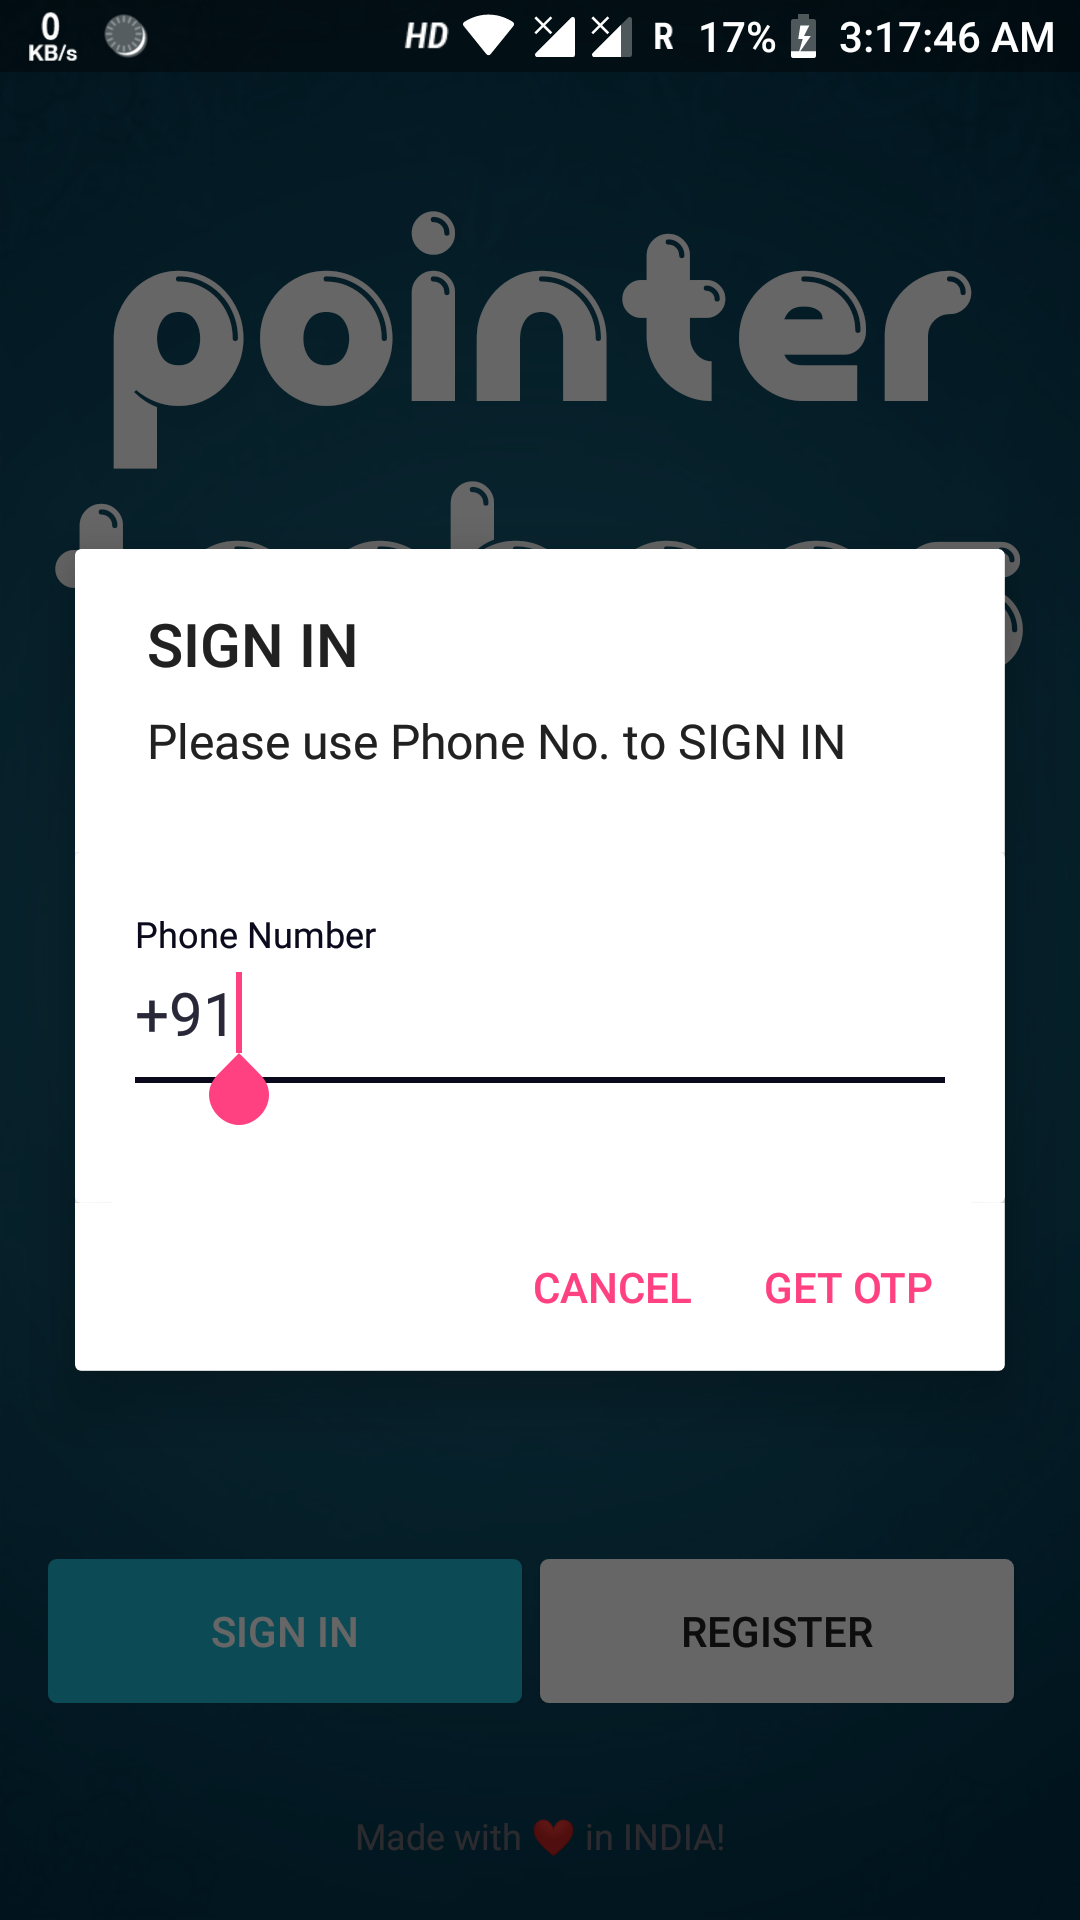 0
KB/s
HD R 17% 3:17:46 AM
pointer
SIGN IN
Please use Phone No. to SIGN IN
Phone Number
+91
CANCEL GET OTP
SIGN IN REGISTER
Made with ❤️ in INDIA!